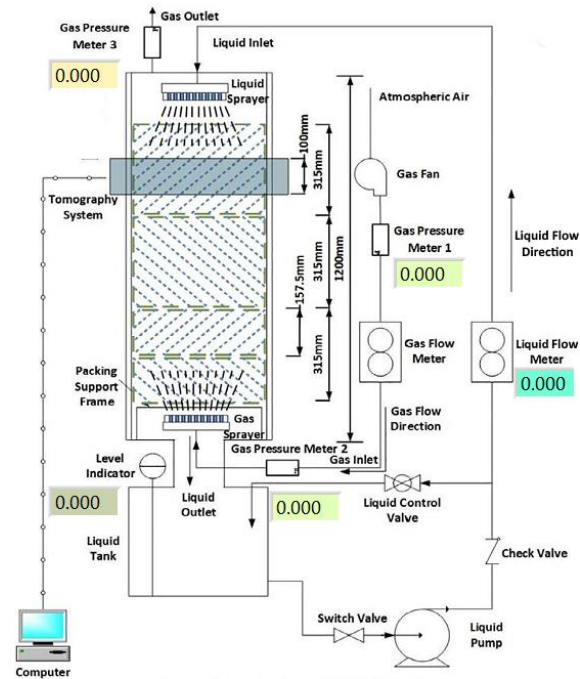 Gas Outlet
Gas Pressure
Meter 3
0.000
Liquid Inlet
Liquid
Sprayer
Atmospheric Air
100mm
315mm
Gas Fan
Tomography
System
Gas Pressure
Meter 1
0.000
Liquid Flow
Direction
315mm
1200mm
157.5mm
Gas Flow
Meter
Liquid Flow
Meter
0.000
315mm
Packing
Support
Frame
Gas
Sprayer
Gas Flow
Direction
Gas Pressure
Meter 2
Gas Inlet
Level
Indicator
0.000
Liquid
Outlet
0.000
Liquid Control
Valve
Liquid
Tank
Check Valve
Switch Valve
Liquid
Pump
Computer